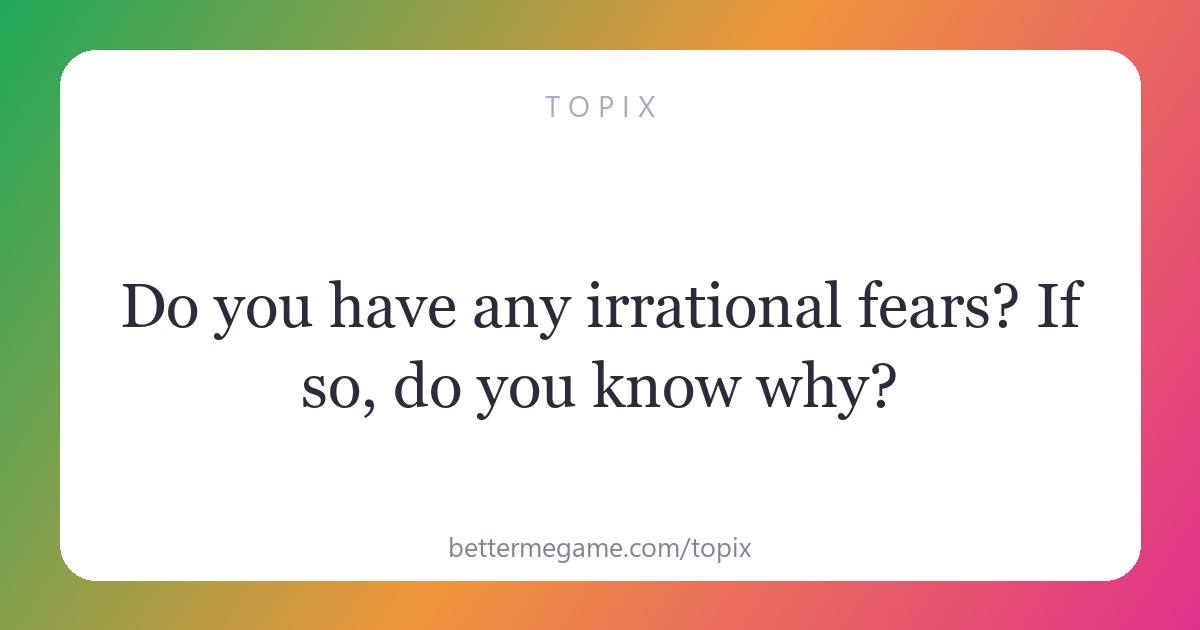 TOPIX
Do you have any irrational fears? If
so, do you know why?
bettermegame.com/topix